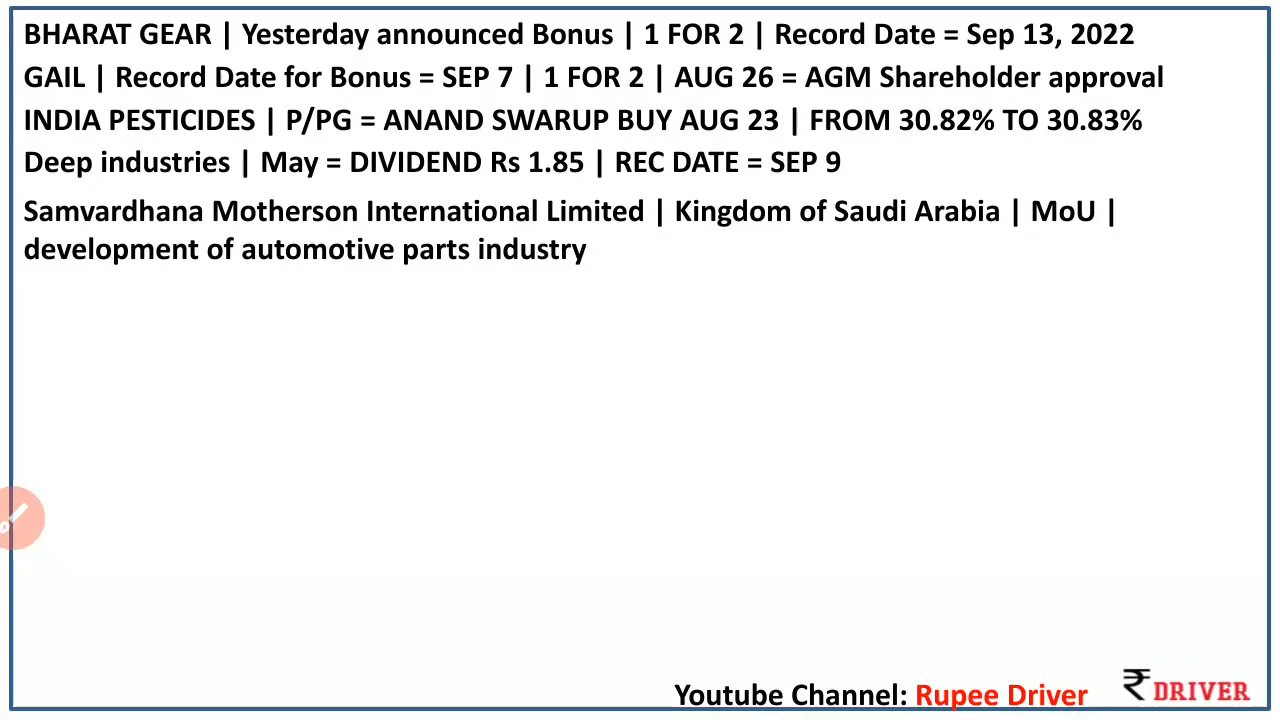 BHARAT GEAR | Yesterday announced Bonus | 1 FOR 2 | Record Date = Sep 13, 2022
GAIL | Record Date for Bonus = SEP 7 | 1 FOR 2 | AUG 26 = AGM Shareholder approval
INDIA PESTICIDES | P/PG = ANAND SWARUP BUY AUG 23 | FROM 30.82% TO 30.83%
Deep industries | May = DIVIDEND Rs 1.85 | REC DATE = SEP 9
Samvardhana Motherson International Limited | Kingdom of Saudi Arabia | MoU |
development of automotive parts industry
Youtube Channel: Rupee Driver
₹ DRIVER